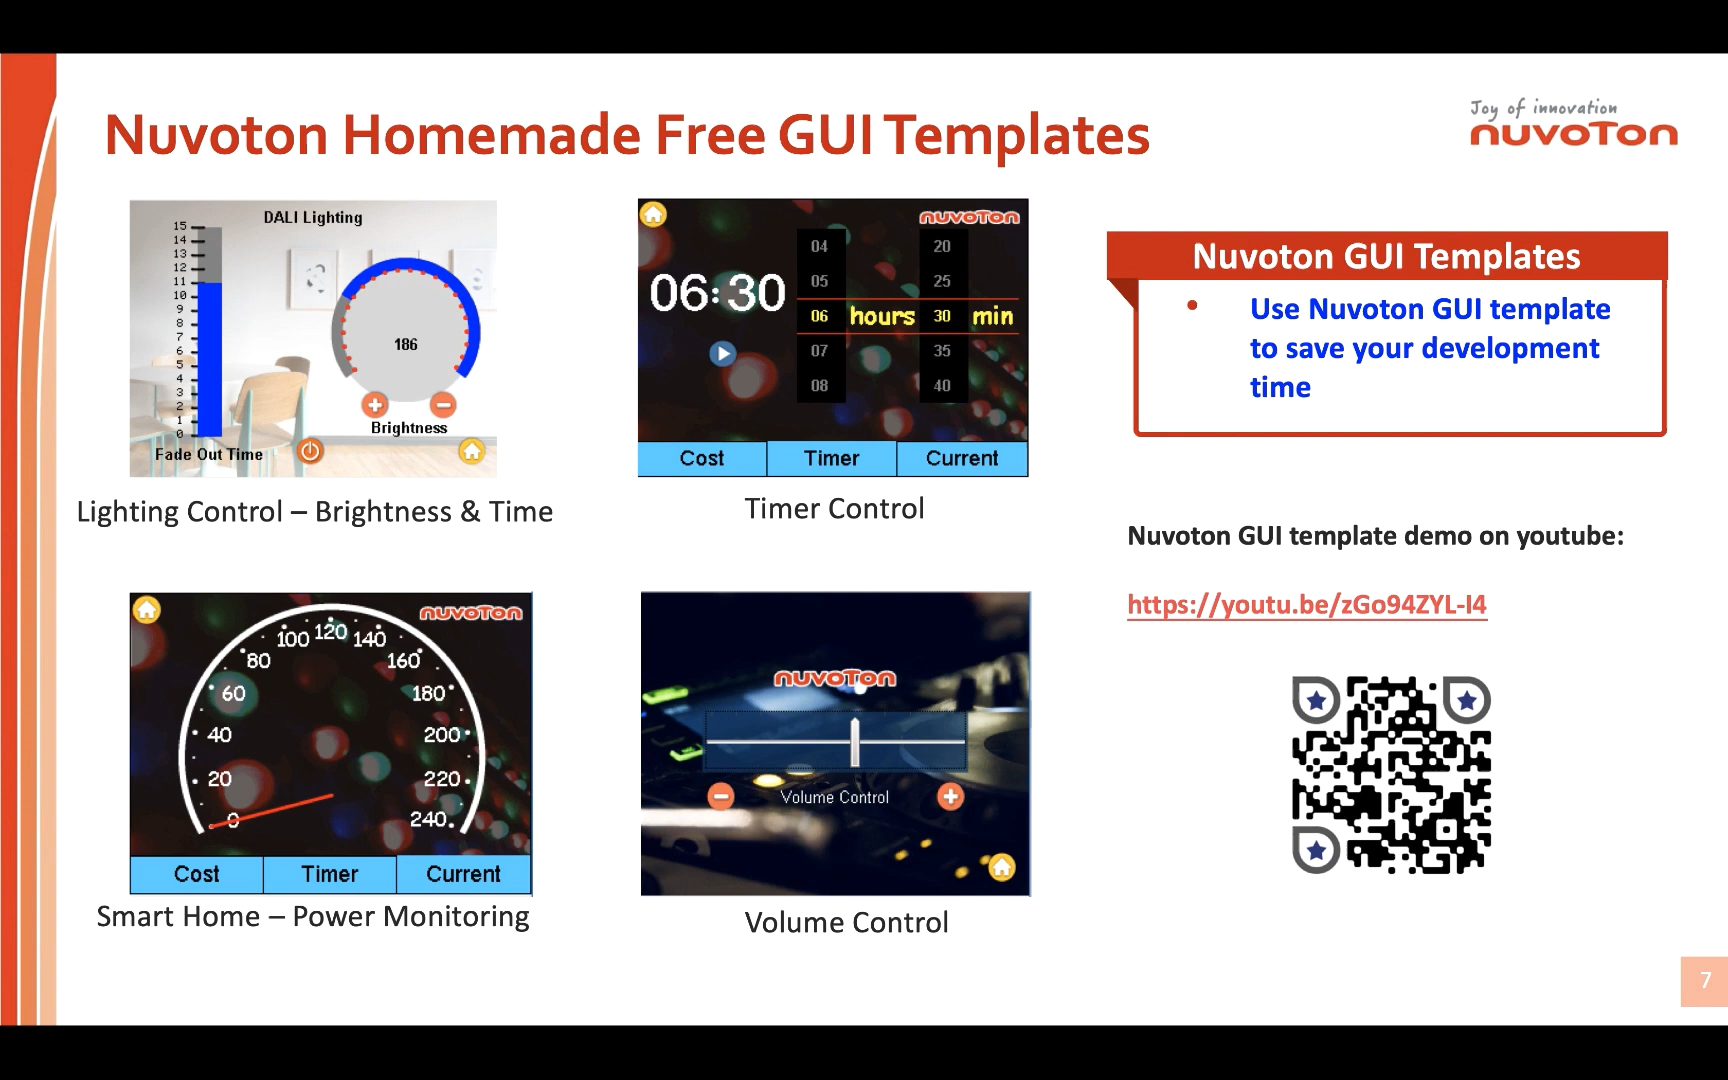 Nuvoton Homemade Free GUI Templates
Joy of innovation
nuvoton
DALI Lighting
15
14
13
12
11
10
9
8
7
6
5
4
3
2
1
0
186
Brightness
Fade Out Time
Lighting Control – Brightness & Time
nuvoton
04 20
05 25
06:30
06 hours 30 min
07 35
08 40
Cost Timer Current
Timer Control
Nuvoton GUI Templates
• Use Nuvoton GUI template
to save your development
time
Nuvoton GUI template demo on youtube:
https://youtu.be/zGo94ZYL-I4
nuvoton
0
20
40
60
80
100
120
140
160
180
200
220
240
Cost Timer Current
Smart Home – Power Monitoring
nuvoton
Volume Control
Volume Control
7